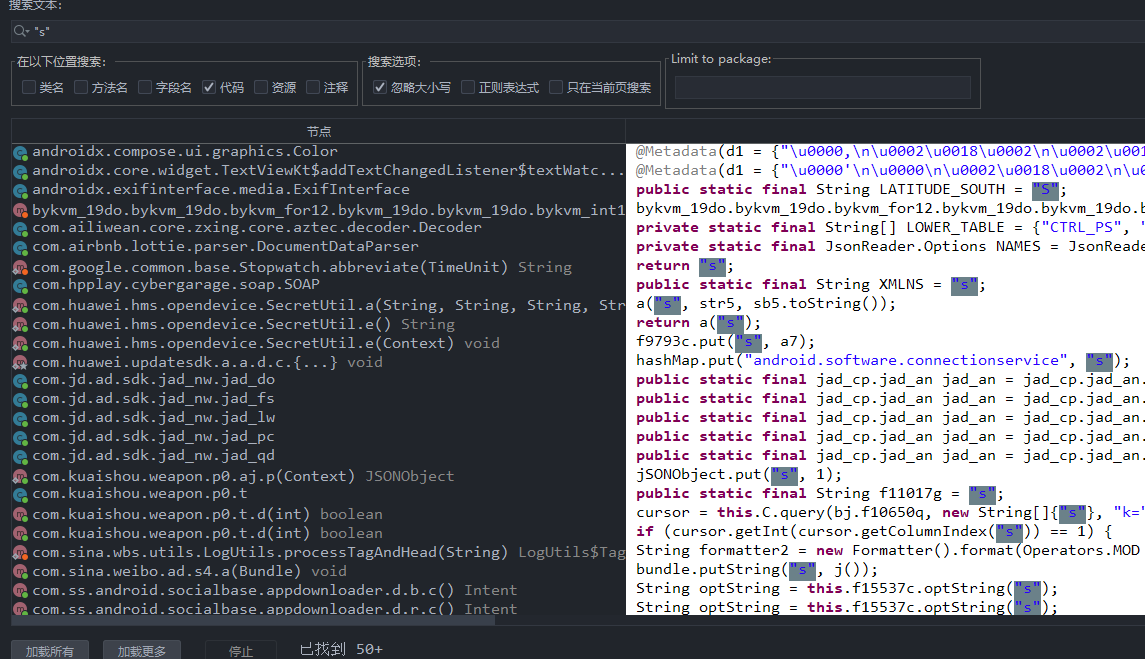 搜索文本:
"s"
在以下位置搜索:
类名 方法名 字段名 代码 资源 注释
搜索选项:
忽略大小写 正则表达式 只在当前页搜索
Limit to package:
节点
androidx.compose.ui.graphics.Color @Metadata(d1 = {"\u0000,\n\u0002\u0018\u0002\n\u0002\u001
androidx.core.widget.TextViewKt$addTextChangedListener$textWatc... @Metadata(d1 = {"\u0000'\n\u0000\n\u0002\u0018\u0002\n\u0
androidx.exifinterface.media.ExifInterface public static final String LATITUDE_SOUTH = "S";
bykvm_19do.bykvm_19do.bykvm_for12.bykvm_19do.bykvm_19do.bykvm_int1 bykvm_19do.bykvm_19do.bykvm_for12.bykvm_19do.bykvm_19do.b
com.ailiwean.core.zxing.core.aztec.decoder.Decoder private static final String[] LOWER_TABLE = {"CTRL_PS", "
com.airbnb.lottie.parser.DocumentDataParser private static final JsonReader.Options NAMES = JsonReade
com.google.common.base.Stopwatch.abbreviate(TimeUnit) String return "s";
com.hpplay.cybergarage.soap.SOAP public static final String XMLNS = "s";
com.huawei.hms.opendevice.SecretUtil.a(String, String, String, Str a("s", str5, sb5.toString());
com.huawei.hms.opendevice.SecretUtil.e() String return a("s");
com.huawei.hms.opendevice.SecretUtil.e(Context) void f9793c.put("s", a7);
com.huawei.updatesdk.a.a.d.c.{...} void hashMap.put("android.software.connectionservice", "s");
com.jd.ad.sdk.jad_nw.jad_do public static final jad_cp.jad_an jad_an = jad_cp.jad_an.
com.jd.ad.sdk.jad_nw.jad_fs public static final jad_cp.jad_an jad_an = jad_cp.jad_an.
com.jd.ad.sdk.jad_nw.jad_lw public static final jad_cp.jad_an jad_an = jad_cp.jad_an.
com.jd.ad.sdk.jad_nw.jad_pc public static final jad_cp.jad_an jad_an = jad_cp.jad_an.
com.jd.ad.sdk.jad_nw.jad_qd public static final jad_cp.jad_an jad_an = jad_cp.jad_an.
com.kuaishou.weapon.p0.aj.p(Context) JSONObject jSONObject.put("s", 1);
com.kuaishou.weapon.p0.t public static final String f11017g = "s";
com.kuaishou.weapon.p0.t.d(int) boolean cursor = this.C.query(bj.f10650q, new String[]{"s"}, "k='
com.kuaishou.weapon.p0.t.d(int) boolean if (cursor.getInt(cursor.getColumnIndex("s")) == 1) {
com.sina.wbs.utils.LogUtils.processTagAndHead(String) LogUtils$Tag String formatter2 = new Formatter().format(Operators.MOD
com.sina.weibo.ad.s4.a(Bundle) void bundle.putString("s", j());
com.ss.android.socialbase.appdownloader.d.b.c() Intent String optString = this.f15537c.optString("s");
com.ss.android.socialbase.appdownloader.d.r.c() Intent String optString = this.f15537c.optString("s");
加载所有 加载更多 停止 已找到 50+